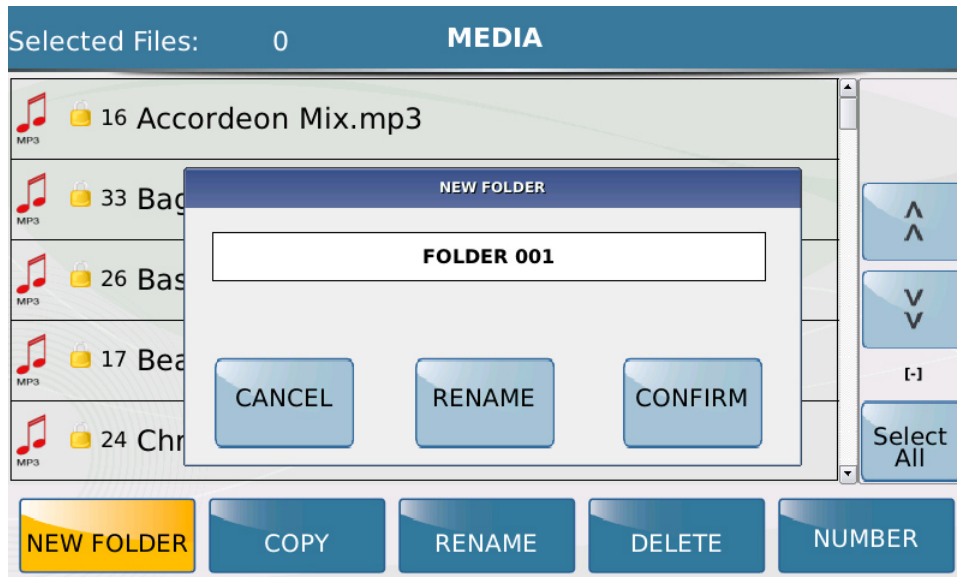 Selected Files: 0 MEDIA
MP3 16 Accordeon Mix.mp3
MP3 33 Bag
MP3 26 Bas
MP3 17 Bea
MP3 24 Chr
NEW FOLDER
FOLDER 001
CANCEL RENAME CONFIRM
[-]
Select
All
NEW FOLDER COPY RENAME DELETE NUMBER